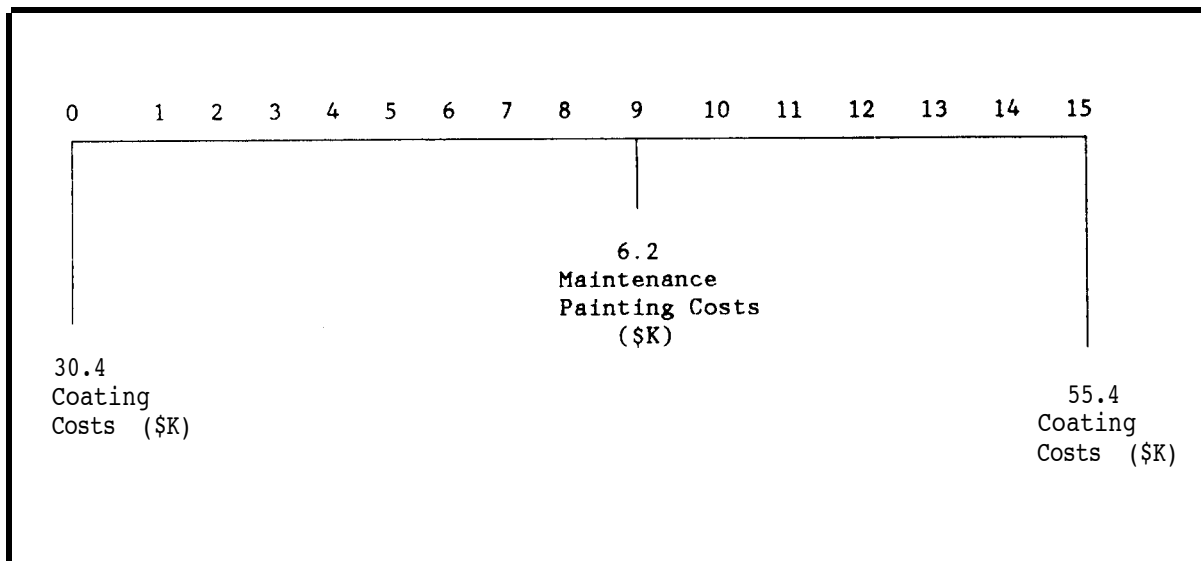 0 1 2 3 4 5 6 7 8 9 10 11 12 13 14 15
6.2
Maintenance
Painting Costs
($K)
30.4
Coating
Costs ($K)
55.4
Coating
Costs ($K)